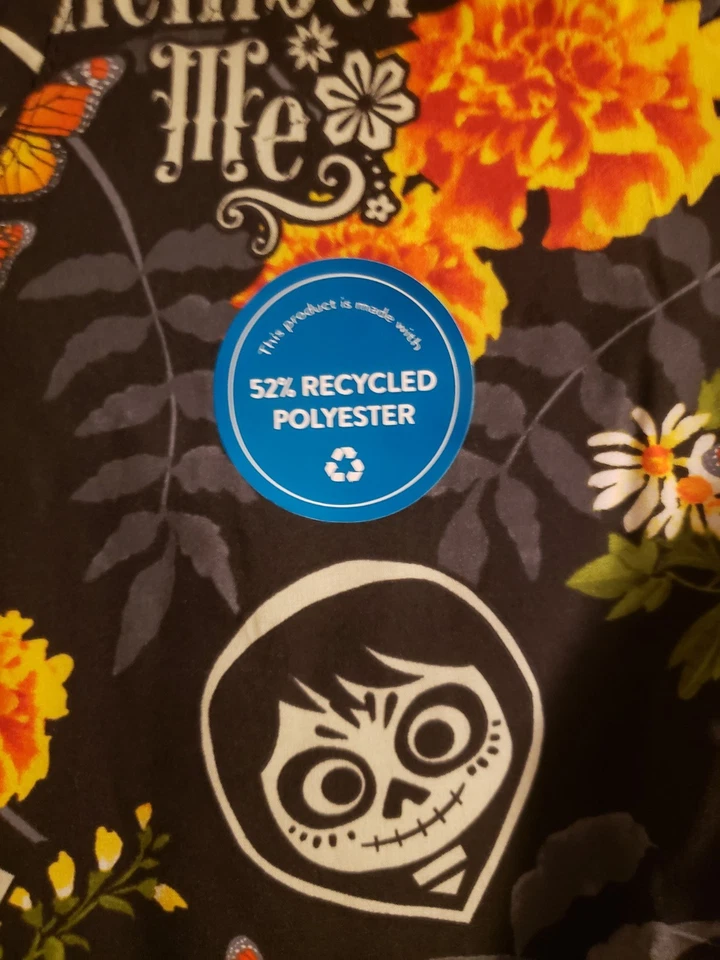 Me
This product is made with
52% RECYCLED
POLYESTER